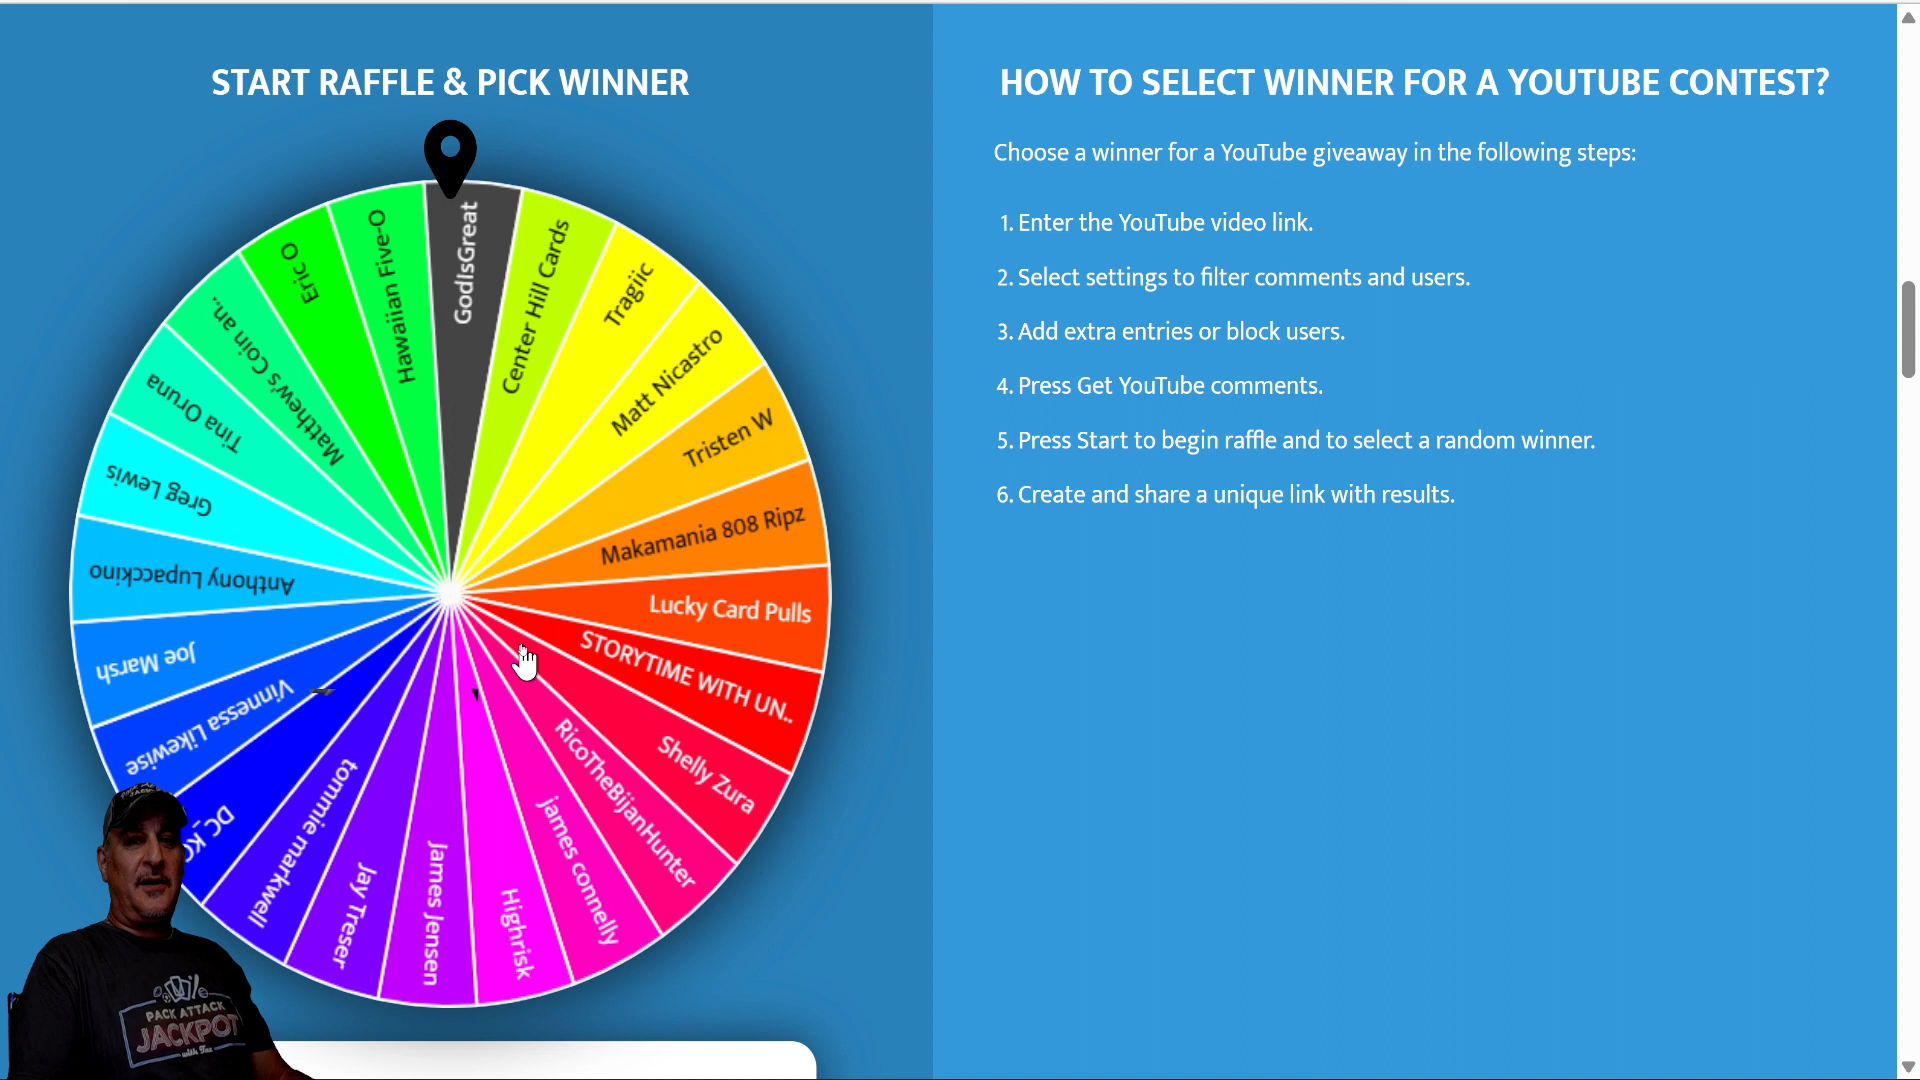 START RAFFLE & PICK WINNER
GodIsGreat
Center Hill Cards
Tragiic
Matt Nicastro
Tristen W
Makamania 808 Ripz
Lucky Card Pulls
STORYTIME WITH UN..
Shelly Zura
RicoTheBijanHunter
james connelly
Highrisk
James Jensen
Jay Treser
tommie markwell
DC_KC
Vinnessa Likewise
Joe Marsh
Anthony Lupacckino
Greg Lewis
Tina Oruna
Matthew's Coin an..
Eric O
Hawaiian Five-O
PACK ATTACK
JACKPOT
with Taz
HOW TO SELECT WINNER FOR A YOUTUBE CONTEST?
Choose a winner for a YouTube giveaway in the following steps:
1. Enter the YouTube video link.
2. Select settings to filter comments and users.
3. Add extra entries or block users.
4. Press Get YouTube comments.
5. Press Start to begin raffle and to select a random winner.
6. Create and share a unique link with results.